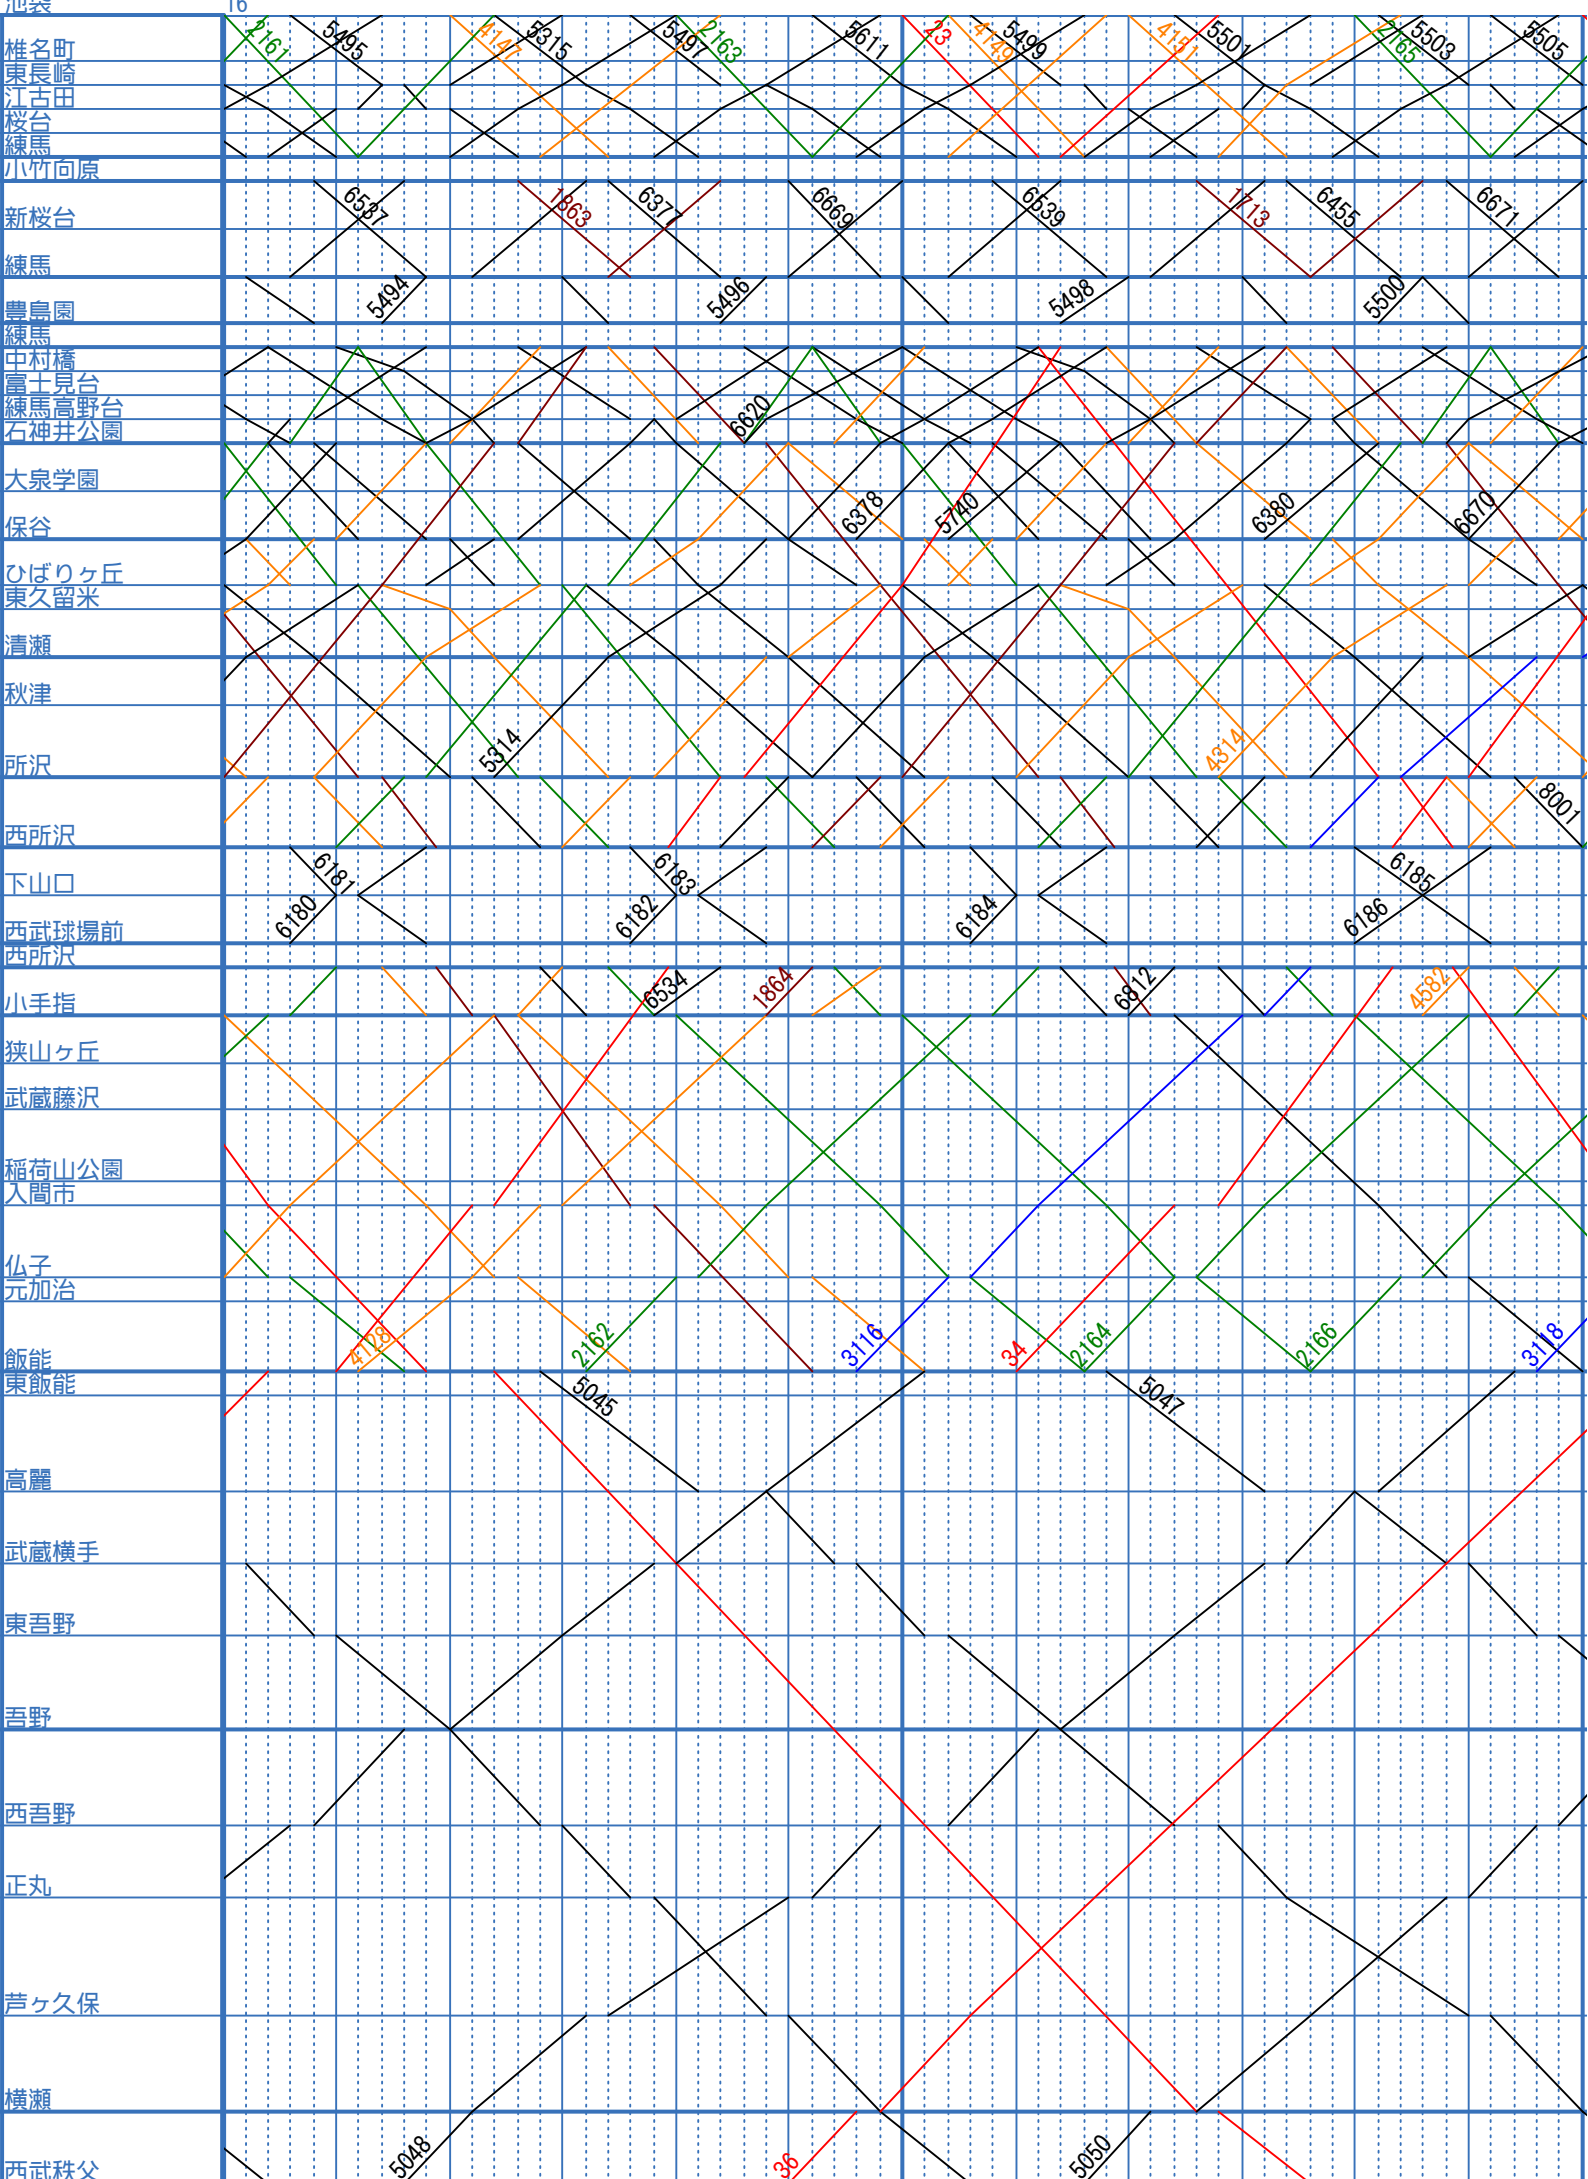 池袋 16
2161 5495 4147 5315 5497 2163 5611 23 4149 5499 4151 5501 2165 5503 5505
椎名町
東長崎
江古田
桜台
練馬
小竹向原
6537 1863 6377 6669 6539 1713 6455 6671
新桜台
練馬
5494 5496 5498 5500
豊島園
練馬
中村橋
富士見台
練馬高野台
6620
石神井公園
大泉学園
6378 5740 6380 6670
保谷
ひばりヶ丘
東久留米
清瀬
秋津
5314 4314
所沢
8001
西所沢
6181 6183 6185
下山口
6180 6182 6184 6186
西武球場前
西所沢
6534 1864 6812 4582
小手指
狭山ヶ丘
武蔵藤沢
稲荷山公園
入間市
仏子
元加治
4128 2162 3116 34 2164 2166 3118
飯能
東飯能
5045 5047
高麗
武蔵横手
東吾野
吾野
西吾野
正丸
芦ヶ久保
横瀬
5048 36 5050
西武秩父